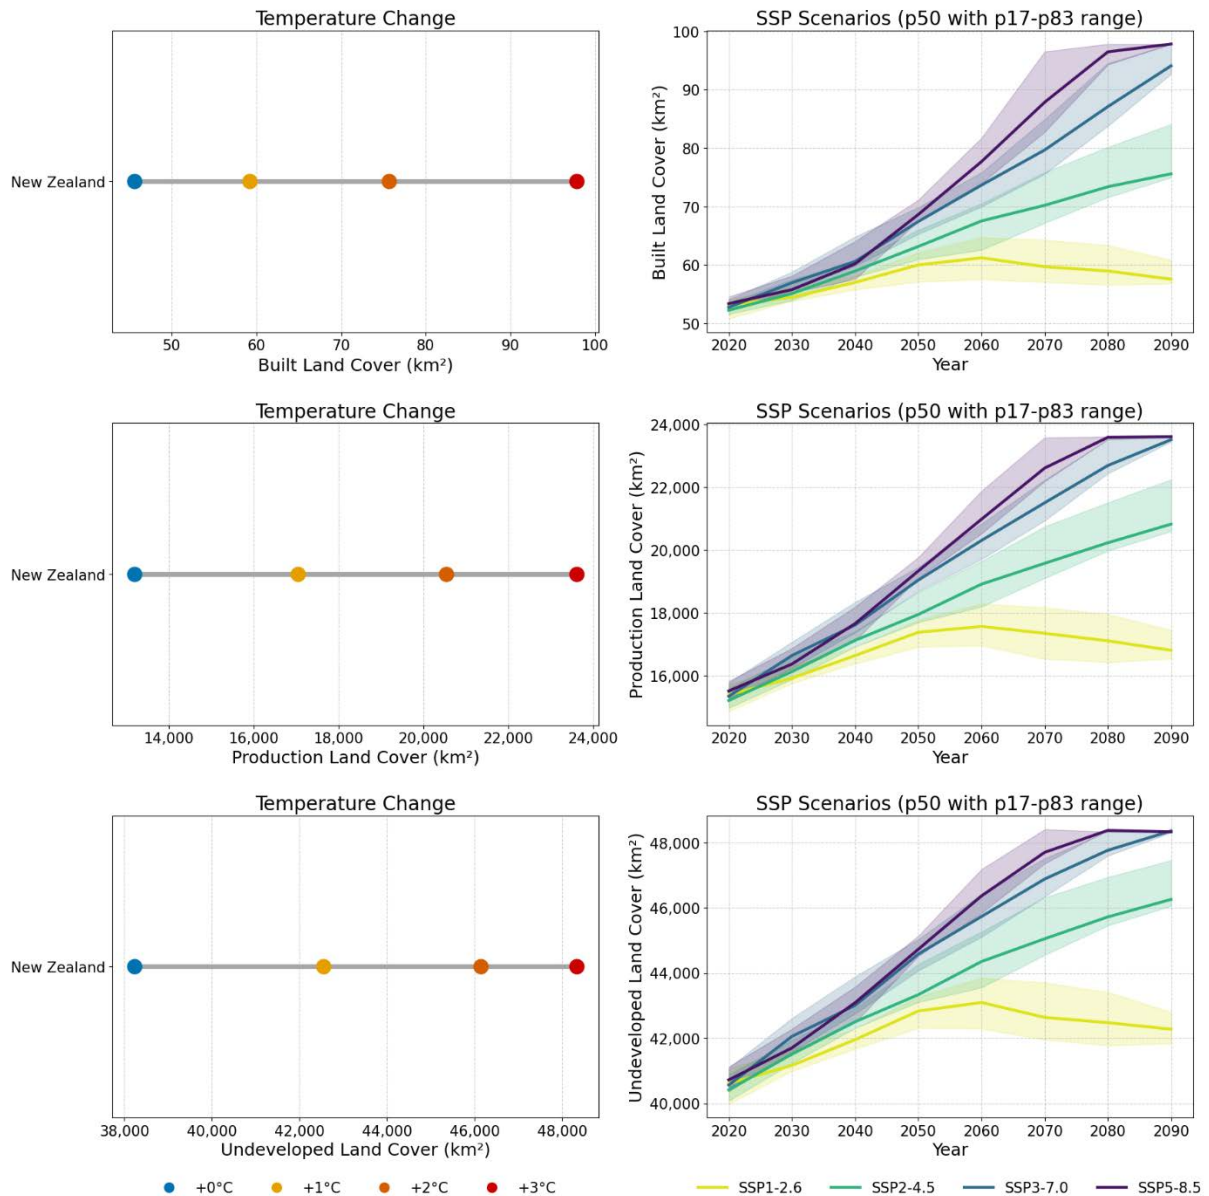 Temperature Change
New Zealand
50 60 70 80 90 100
Built Land Cover (km²)
SSP Scenarios (p50 with p17-p83 range)
100
90
80
70
60
50
Built Land Cover (km²)
2020 2030 2040 2050 2060 2070 2080 2090
Year
Temperature Change
New Zealand
14,000 16,000 18,000 20,000 22,000 24,000
Production Land Cover (km²)
SSP Scenarios (p50 with p17-p83 range)
24,000
22,000
20,000
18,000
16,000
Production Land Cover (km²)
2020 2030 2040 2050 2060 2070 2080 2090
Year
Temperature Change
New Zealand
38,000 40,000 42,000 44,000 46,000 48,000
Undeveloped Land Cover (km²)
SSP Scenarios (p50 with p17-p83 range)
48,000
46,000
44,000
42,000
40,000
Undeveloped Land Cover (km²)
2020 2030 2040 2050 2060 2070 2080 2090
Year
+0°C +1°C +2°C +3°C
SSP1-2.6 SSP2-4.5 SSP3-7.0 SSP5-8.5